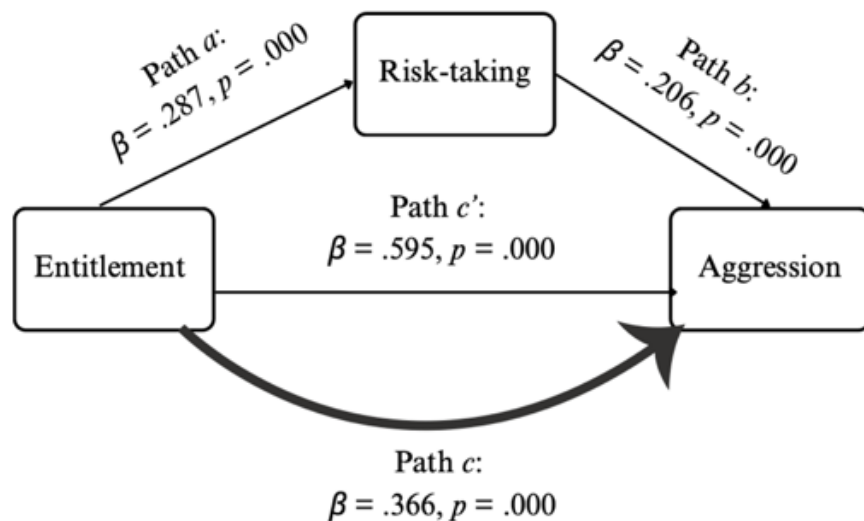 Path a:
β = .287, p = .000
Risk-taking
Path b:
β = .206, p = .000
Entitlement
Path c’:
β = .595, p = .000
Aggression
Path c:
β = .366, p = .000